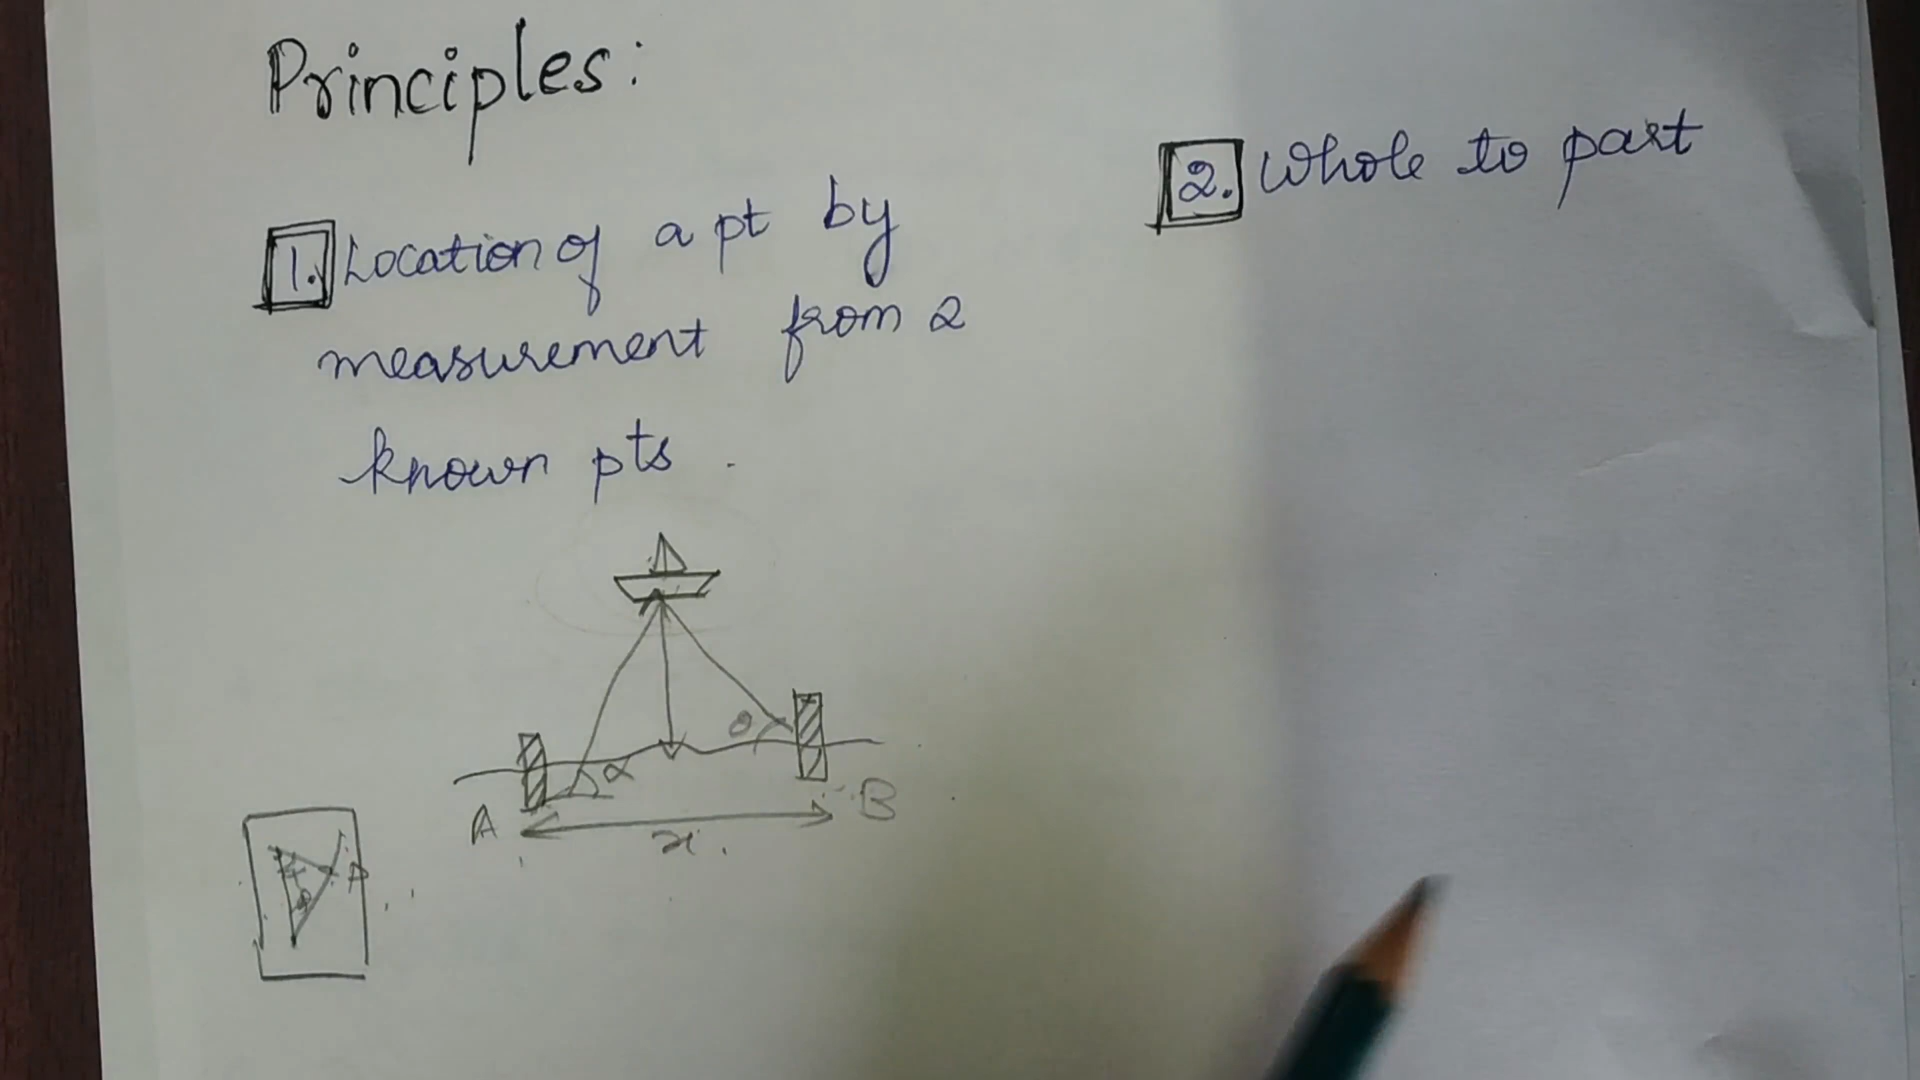 Principles:
1. Location of a pt by
measurement from 2
known pts.
2. Whole to part
θ
α
A
B
x.
P